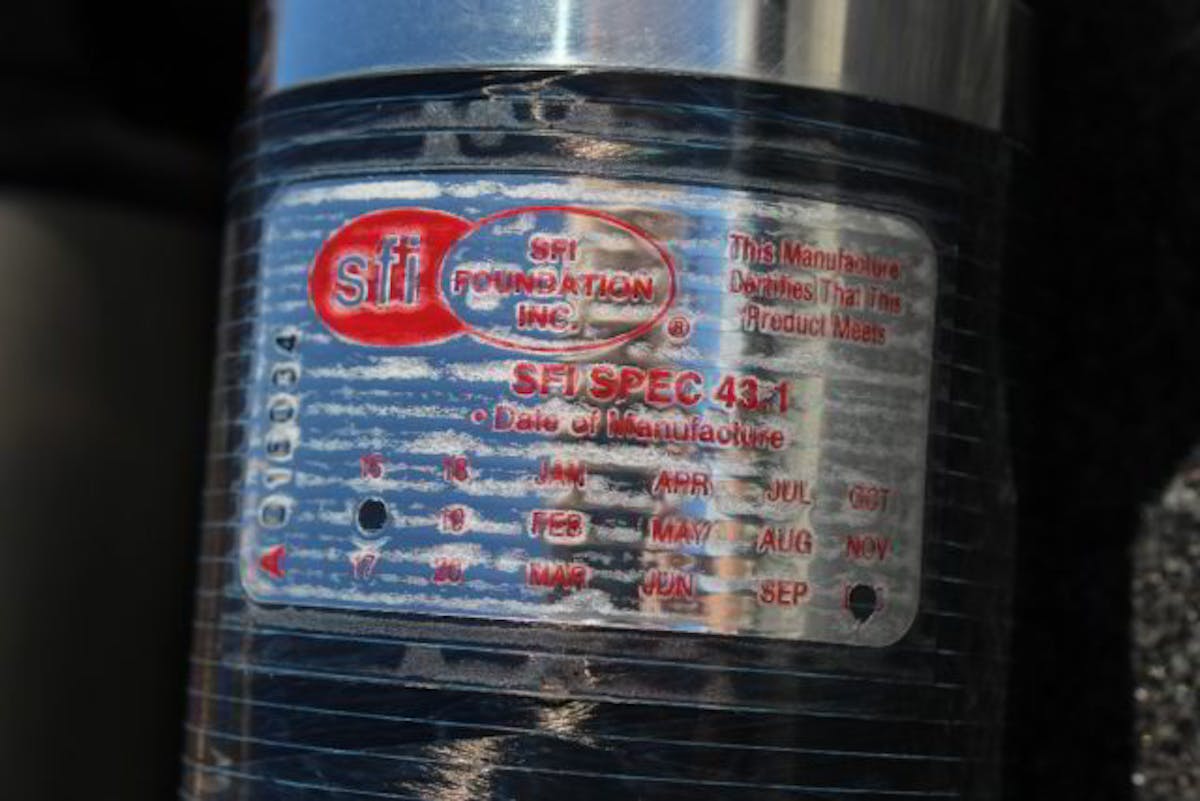 sfi
SFI
FOUNDATION
INC.
®
This Manufacture
Certifies That This
Product Meets
SFI SPEC 43.1
• Date of Manufacture
15 18 JAN APR JUL OCT
19 FEB MAY AUG NOV
17 20 MAR JUN SEP
A 015034